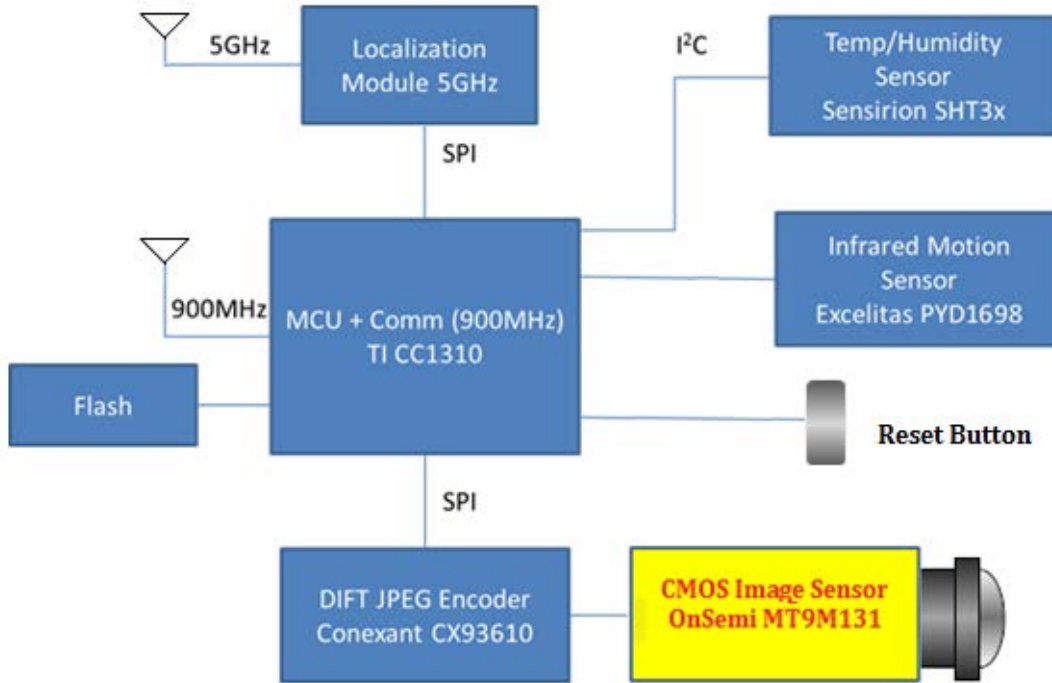 5GHz
Localization
Module 5GHz
I²C
Temp/Humidity
Sensor
Sensirion SHT3x
SPI
900MHz
MCU + Comm (900MHz)
TI CC1310
Infrared Motion
Sensor
Excelitas PYD1698
Flash
Reset Button
SPI
DIFT JPEG Encoder
Conexant CX93610
CMOS Image Sensor
OnSemi MT9M131